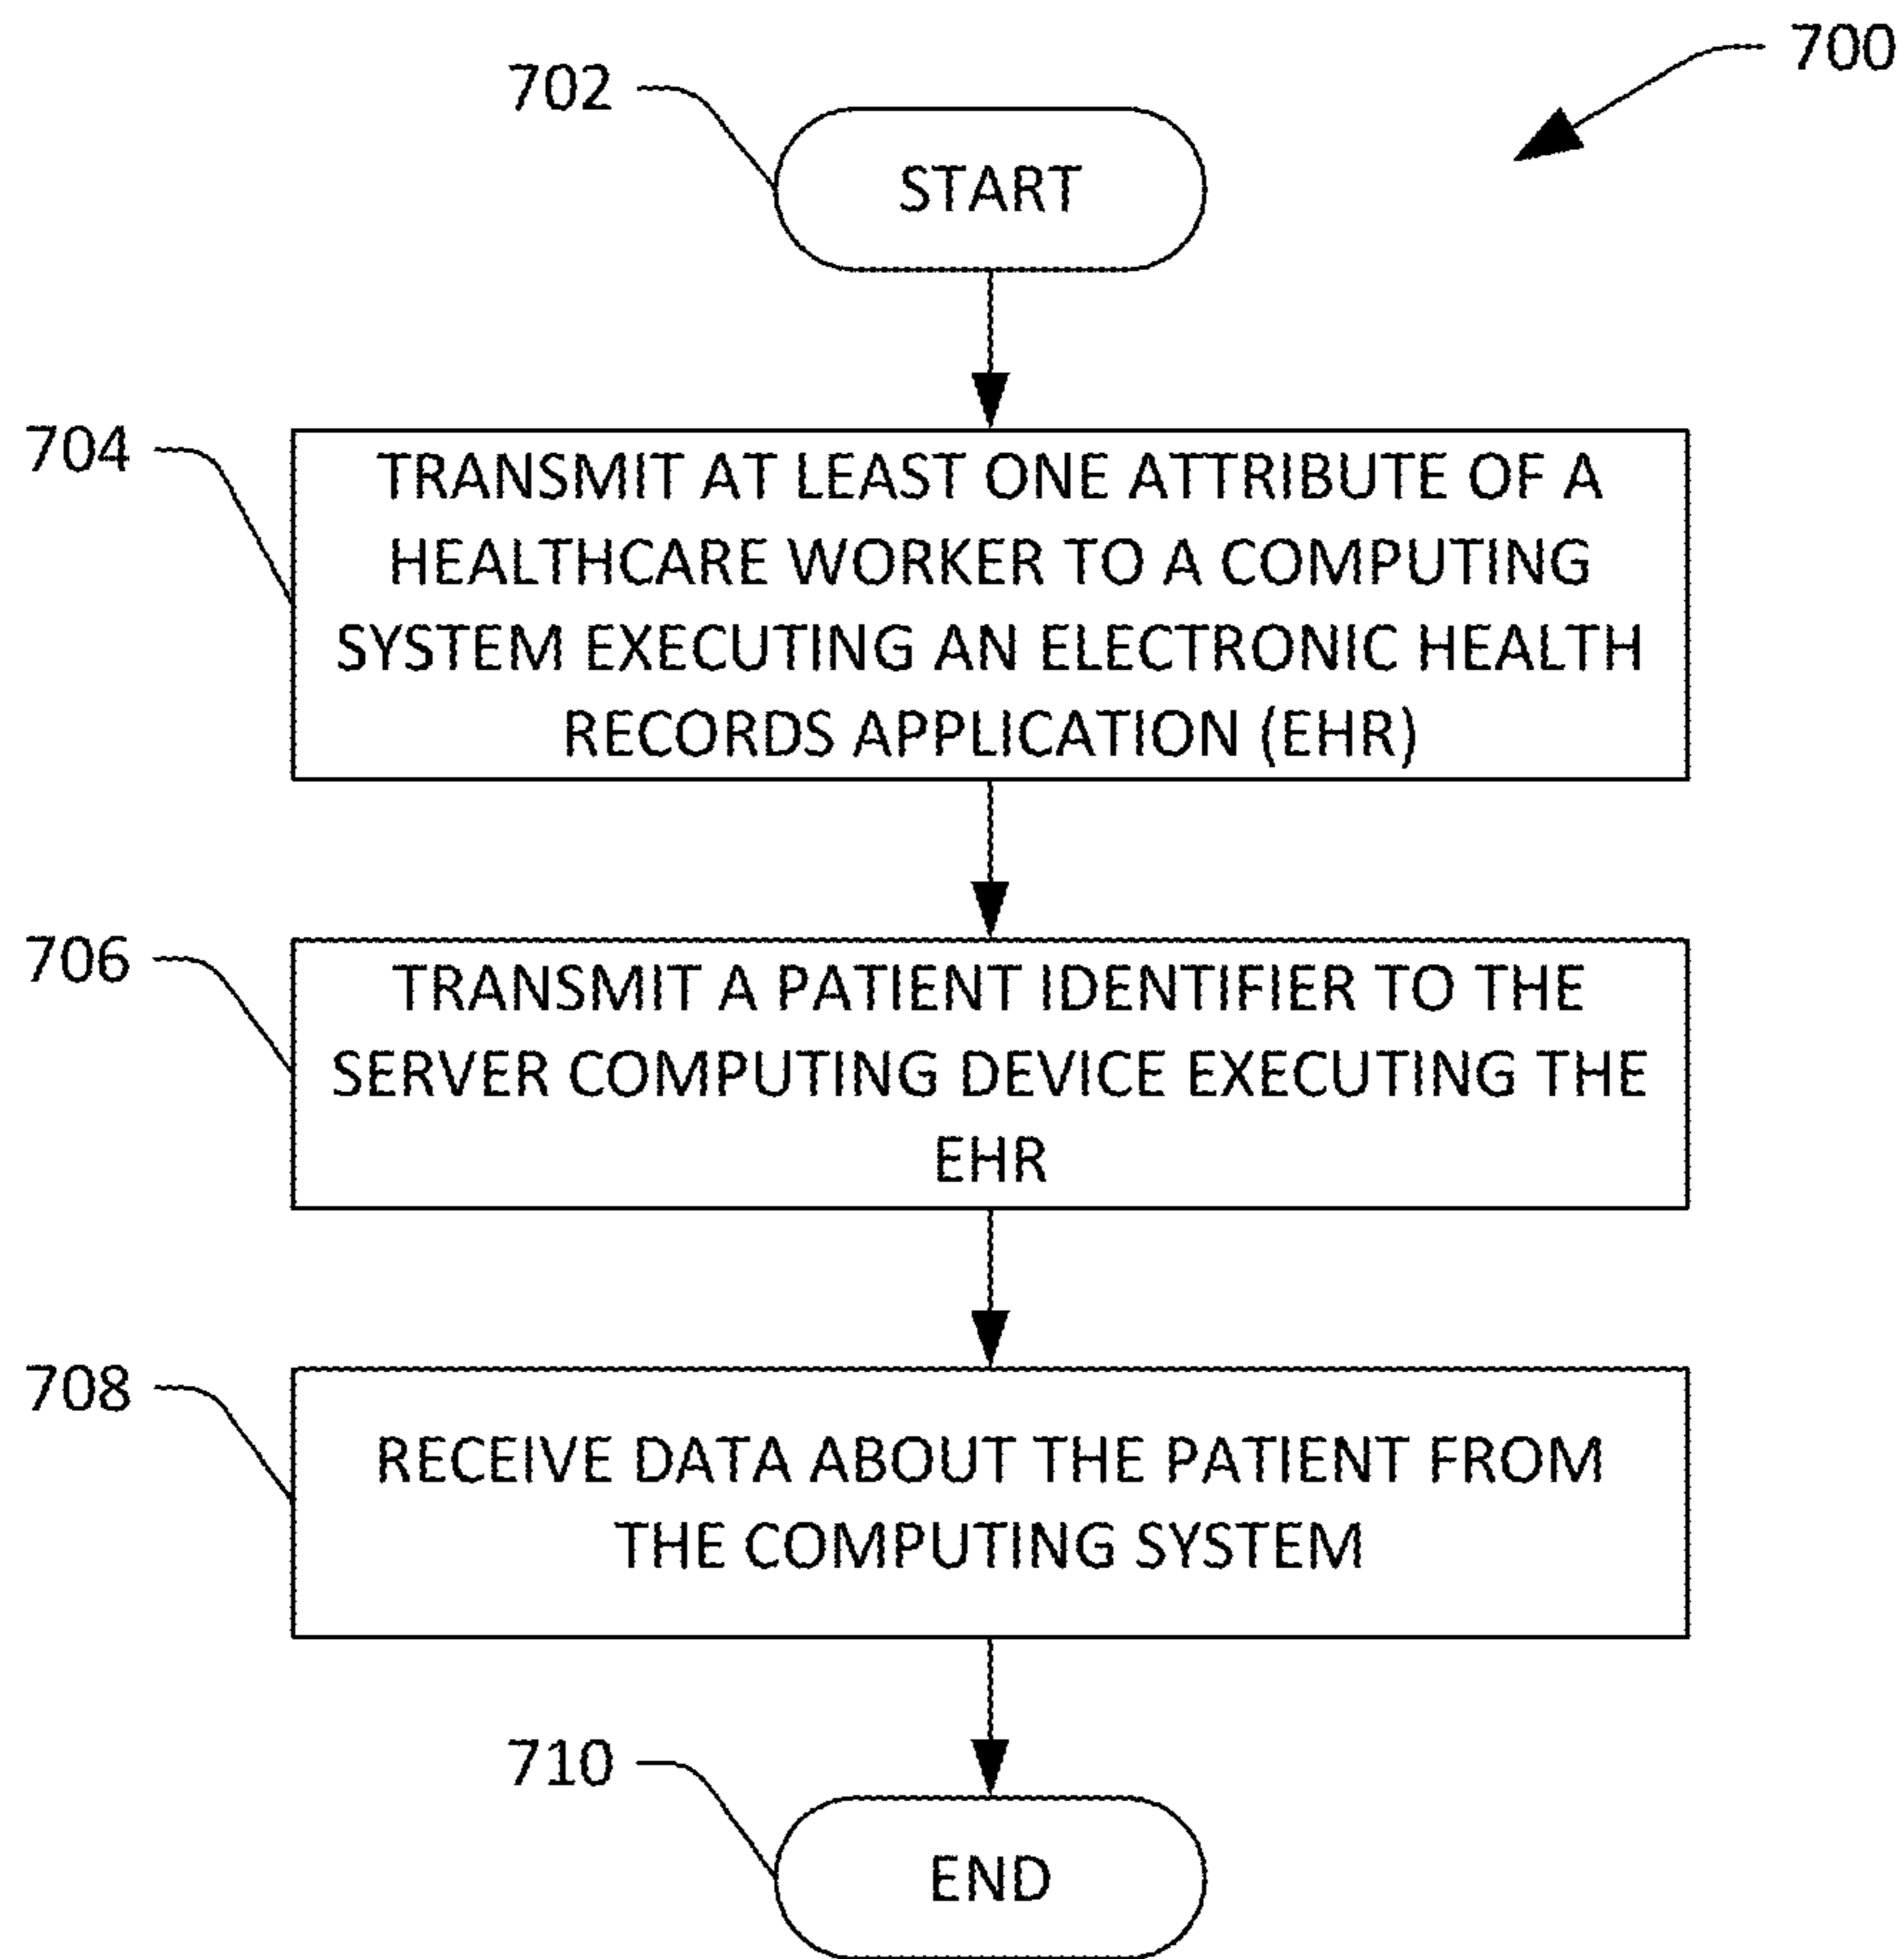 700
702
START
704
TRANSMIT AT LEAST ONE ATTRIBUTE OF A
HEALTHCARE WORKER TO A COMPUTING
SYSTEM EXECUTING AN ELECTRONIC HEALTH
RECORDS APPLICATION (EHR)
706
TRANSMIT A PATIENT IDENTIFIER TO THE
SERVER COMPUTING DEVICE EXECUTING THE
EHR
708
RECEIVE DATA ABOUT THE PATIENT FROM
THE COMPUTING SYSTEM
710
END